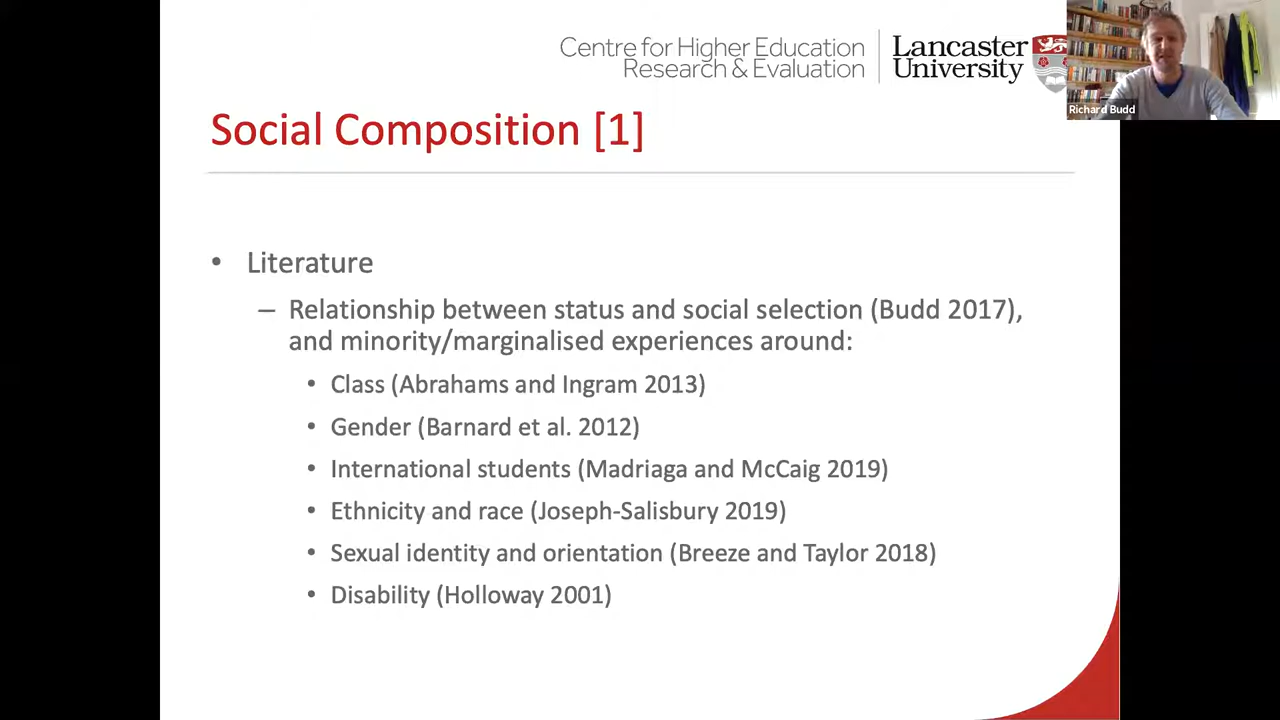 Centre for Higher Education
Research & Evaluation
Lancaster
University
Richard Budd
Social Composition [1]
• Literature
– Relationship between status and social selection (Budd 2017),
and minority/marginalised experiences around:
• Class (Abrahams and Ingram 2013)
• Gender (Barnard et al. 2012)
• International students (Madriaga and McCaig 2019)
• Ethnicity and race (Joseph-Salisbury 2019)
• Sexual identity and orientation (Breeze and Taylor 2018)
• Disability (Holloway 2001)